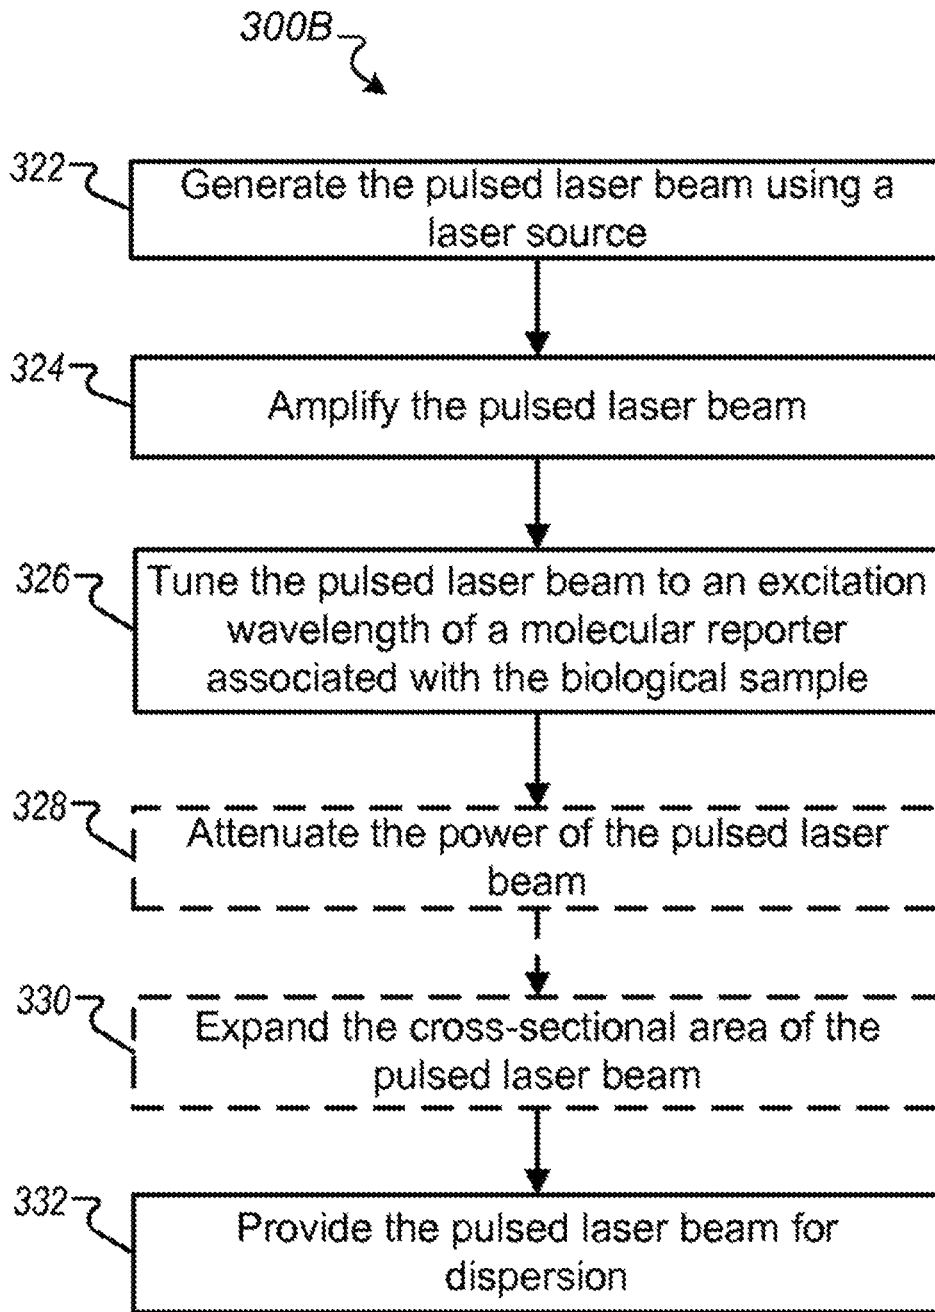 300B
322
Generate the pulsed laser beam using a
laser source
324
Amplify the pulsed laser beam
326
Tune the pulsed laser beam to an excitation
wavelength of a molecular reporter
associated with the biological sample
328
Attenuate the power of the pulsed laser
beam
330
Expand the cross-sectional area of the
pulsed laser beam
332
Provide the pulsed laser beam for
dispersion